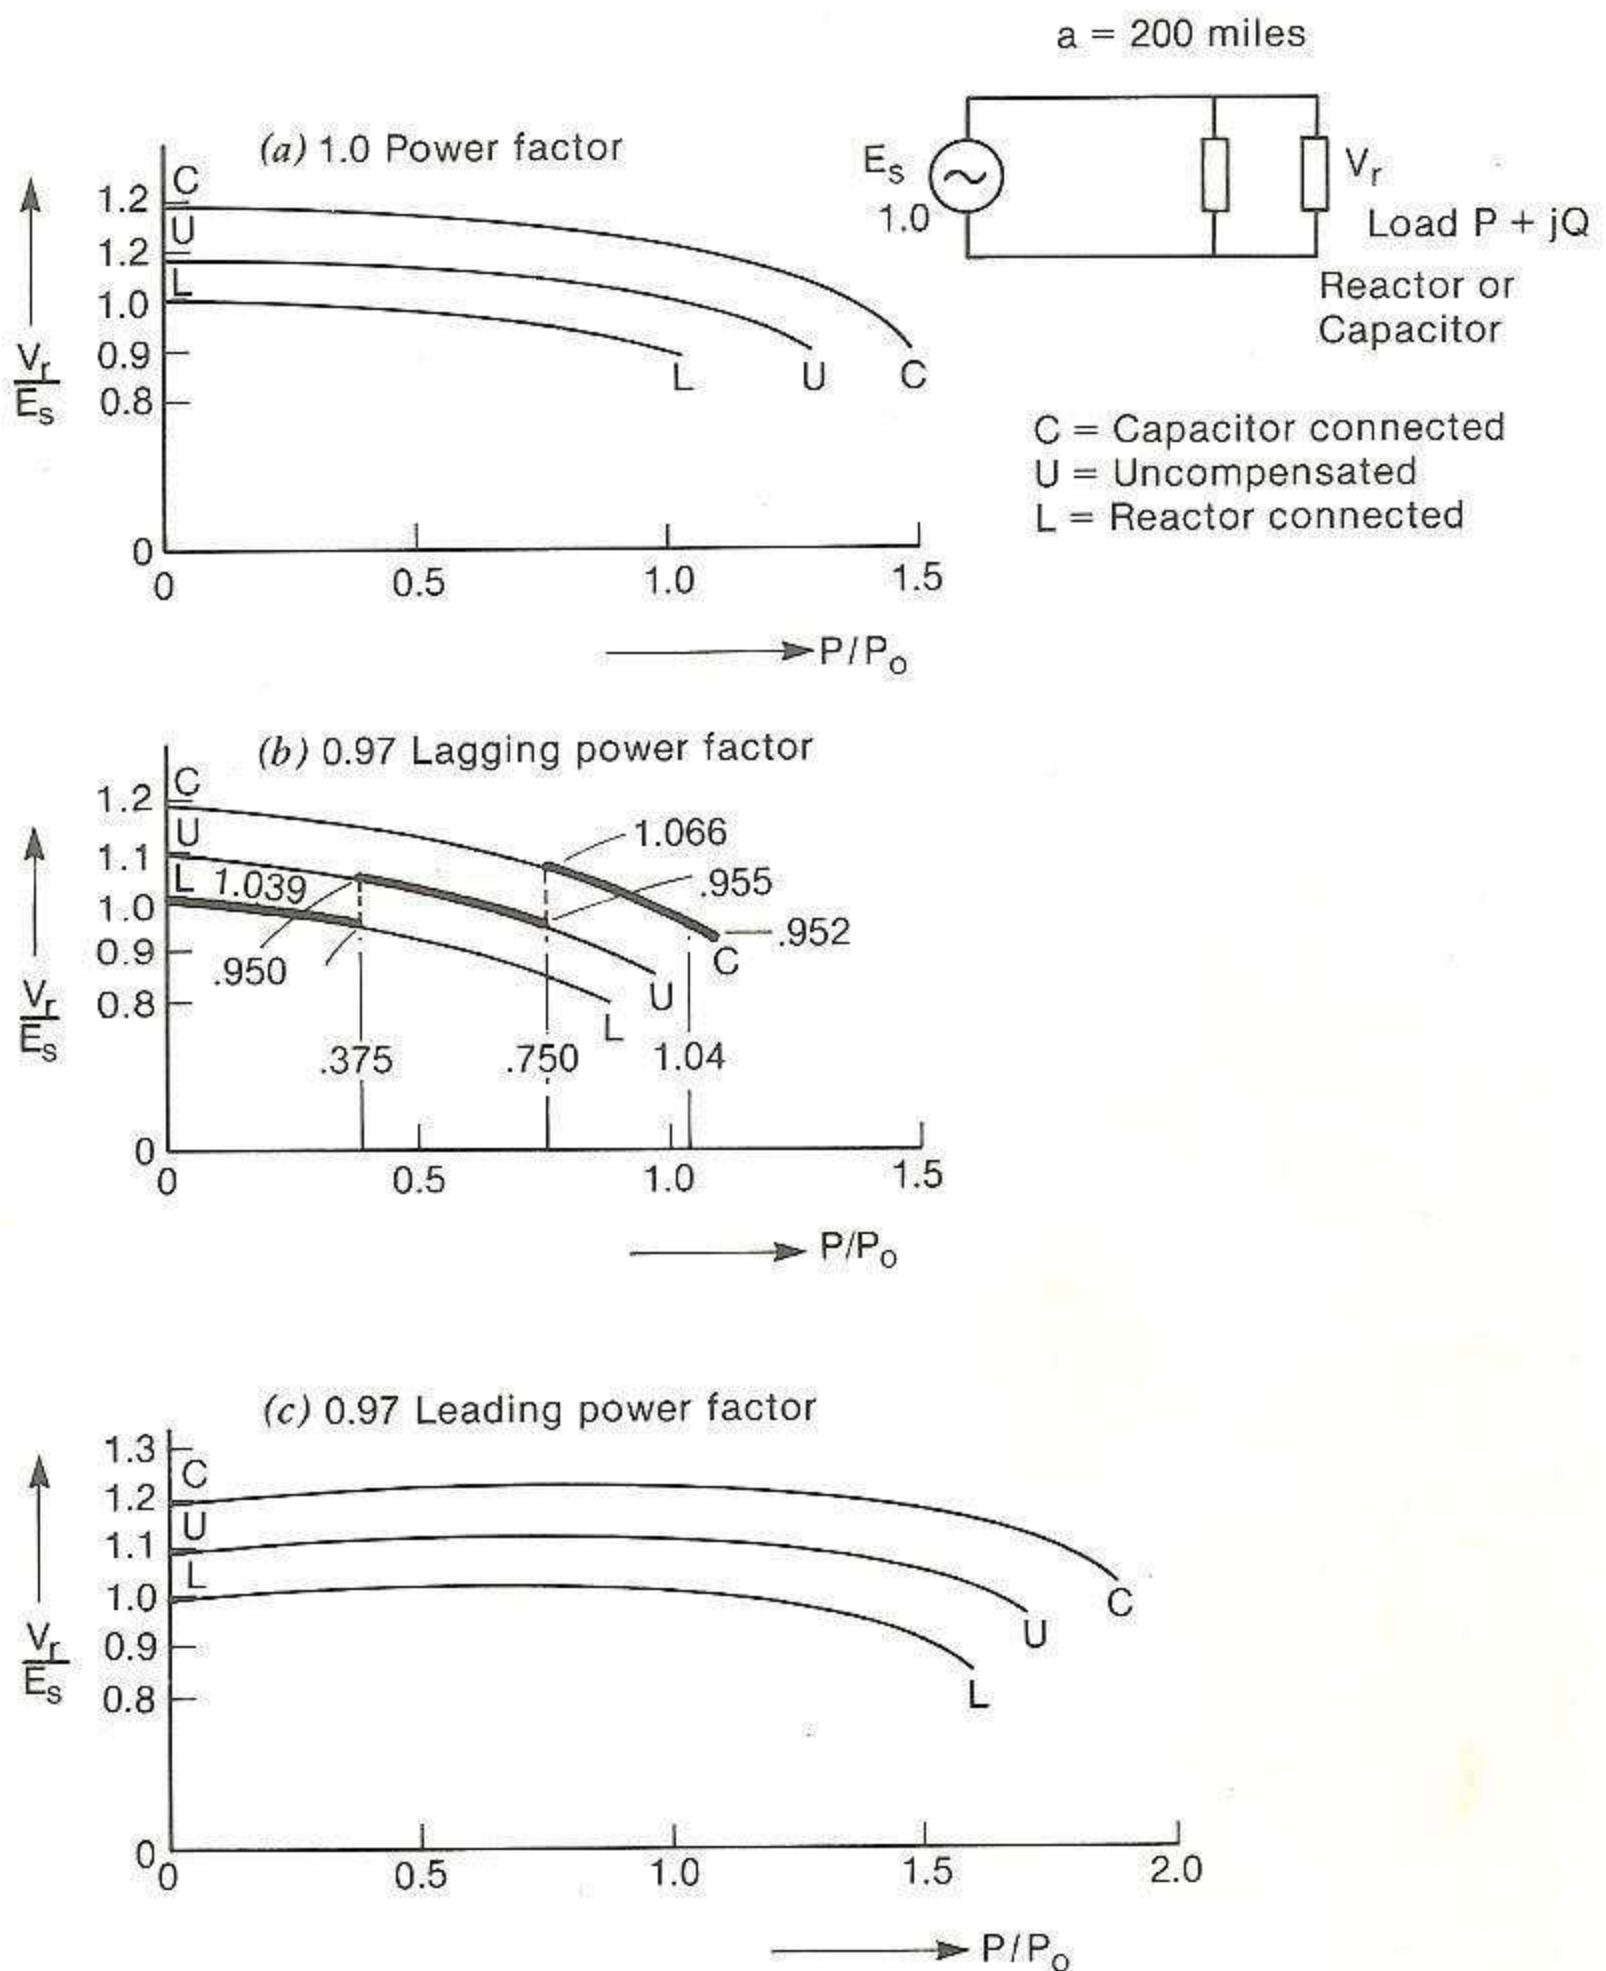 a = 200 miles
(a) 1.0 Power factor
C
1.2
U
1.2
L
1.0
0.9
0.8
0
Vr
Es
L
U
C
0
0.5
1.0
1.5
P/Po
Es
1.0
Vr
Load P + jQ
Reactor or
Capacitor
C = Capacitor connected
U = Uncompensated
L = Reactor connected
(b) 0.97 Lagging power factor
C
1.2
U
1.1
L
1.0
0.9
0.8
0
Vr
Es
1.039
.950
1.066
.955
.952
C
U
L
.375
.750
1.04
0
0.5
1.0
1.5
P/Po
(c) 0.97 Leading power factor
1.3
C
1.2
U
1.1
L
1.0
0.9
0.8
0
Vr
Es
C
U
L
0
0.5
1.0
1.5
2.0
P/Po